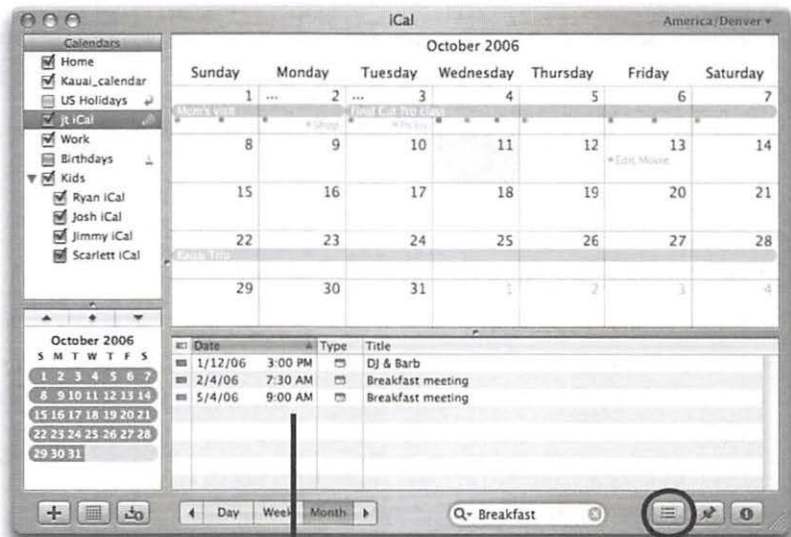 iCal
America/Denver
Calendars
Home
Kauai_calendar
US Holidays
jt iCal
Work
Birthdays
Kids
Ryan iCal
Josh iCal
Jimmy iCal
Scarlett iCal
October 2006
Sunday Monday Tuesday Wednesday Thursday Friday Saturday
1 ... 2 ... 3 4 5 6 7
Mom's visit Final Cut Pro class
Shop
8 9 10 11 12 13 14
Edit Movie
15 16 17 18 19 20 21
22 23 24 25 26 27 28
Kauai Trip
29 30 31 1 2 3 4
October 2006
S M T W T F S
1 2 3 4 5 6 7
8 9 10 11 12 13 14
15 16 17 18 19 20 21
22 23 24 25 26 27 28
29 30 31
Date Type Title
1/12/06 3:00 PM DJ & Barb
2/4/06 7:30 AM Breakfast meeting
5/4/06 9:00 AM Breakfast meeting
Day Week Month
Breakfast